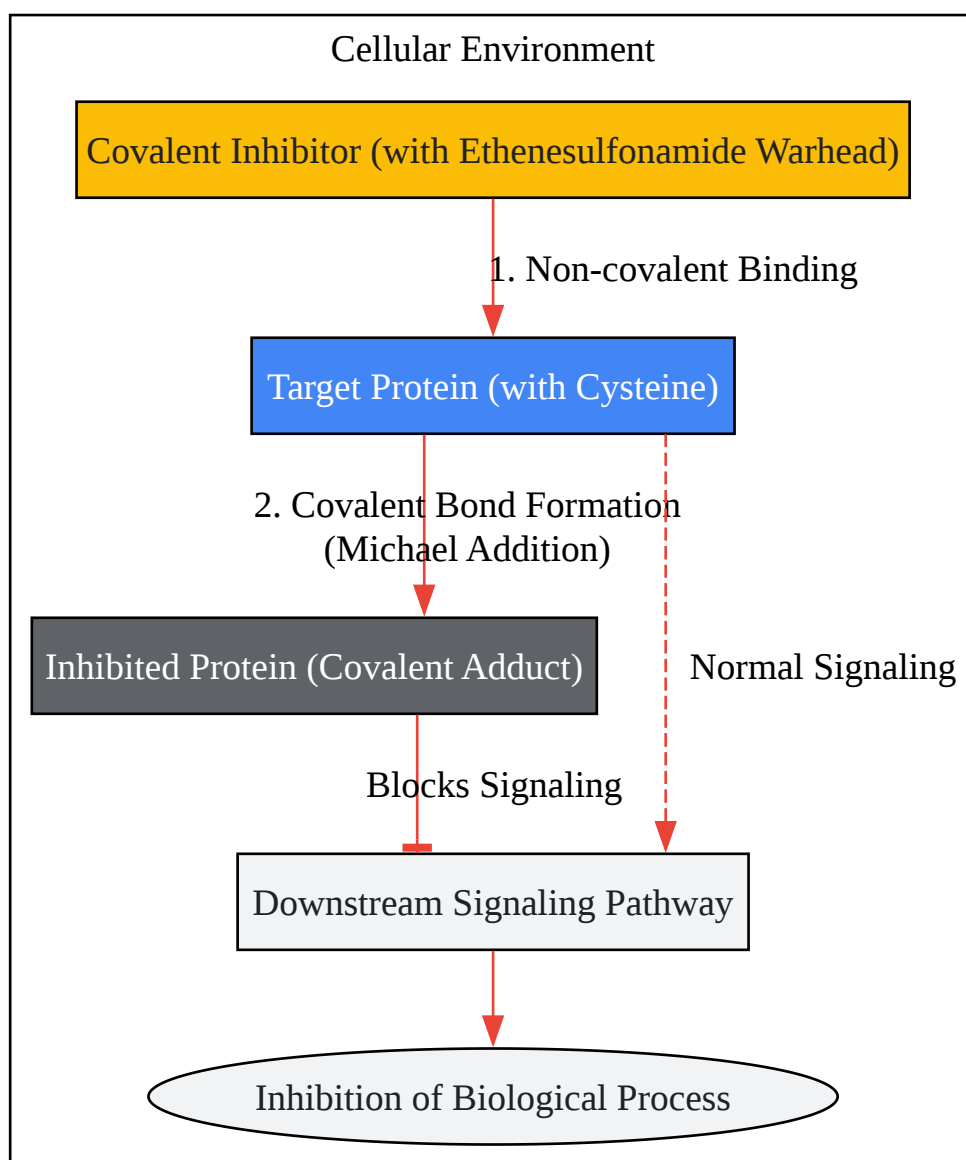 Cellular Environment
Covalent Inhibitor (with Ethenesulfonamide Warhead)
1. Non-covalent Binding
Target Protein (with Cysteine)
2. Covalent Bond Formation
(Michael Addition)
Inhibited Protein (Covalent Adduct)
Normal Signaling
Blocks Signaling
Downstream Signaling Pathway
Inhibition of Biological Process